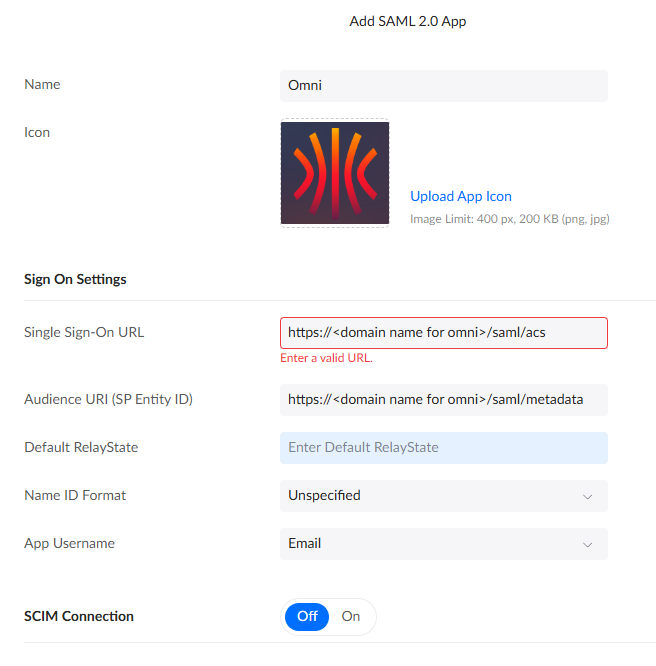 Add SAML 2.0 App
Name
Omni
Icon
Upload App Icon
Image Limit: 400 px, 200 KB (png, jpg)
Sign On Settings
Single Sign-On URL
https://<domain name for omni>/saml/acs
Enter a valid URL.
Audience URI (SP Entity ID)
https://<domain name for omni>/saml/metadata
Default RelayState
Enter Default RelayState
Name ID Format
Unspecified
App Username
Email
SCIM Connection
Off
On